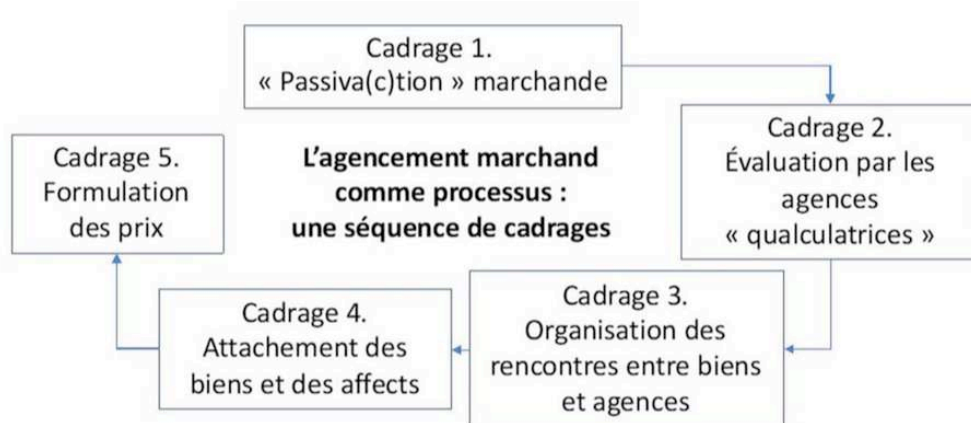 Cadrage 1.
« Passiva(c)tion » marchande
Cadrage 2.
Évaluation par les
agences
« qualculatrices »
Cadrage 3.
Organisation des
rencontres entre biens
et agences
Cadrage 4.
Attachement des
biens et des affects
Cadrage 5.
Formulation
des prix
L’agencement marchand
comme processus :
une séquence de cadrages